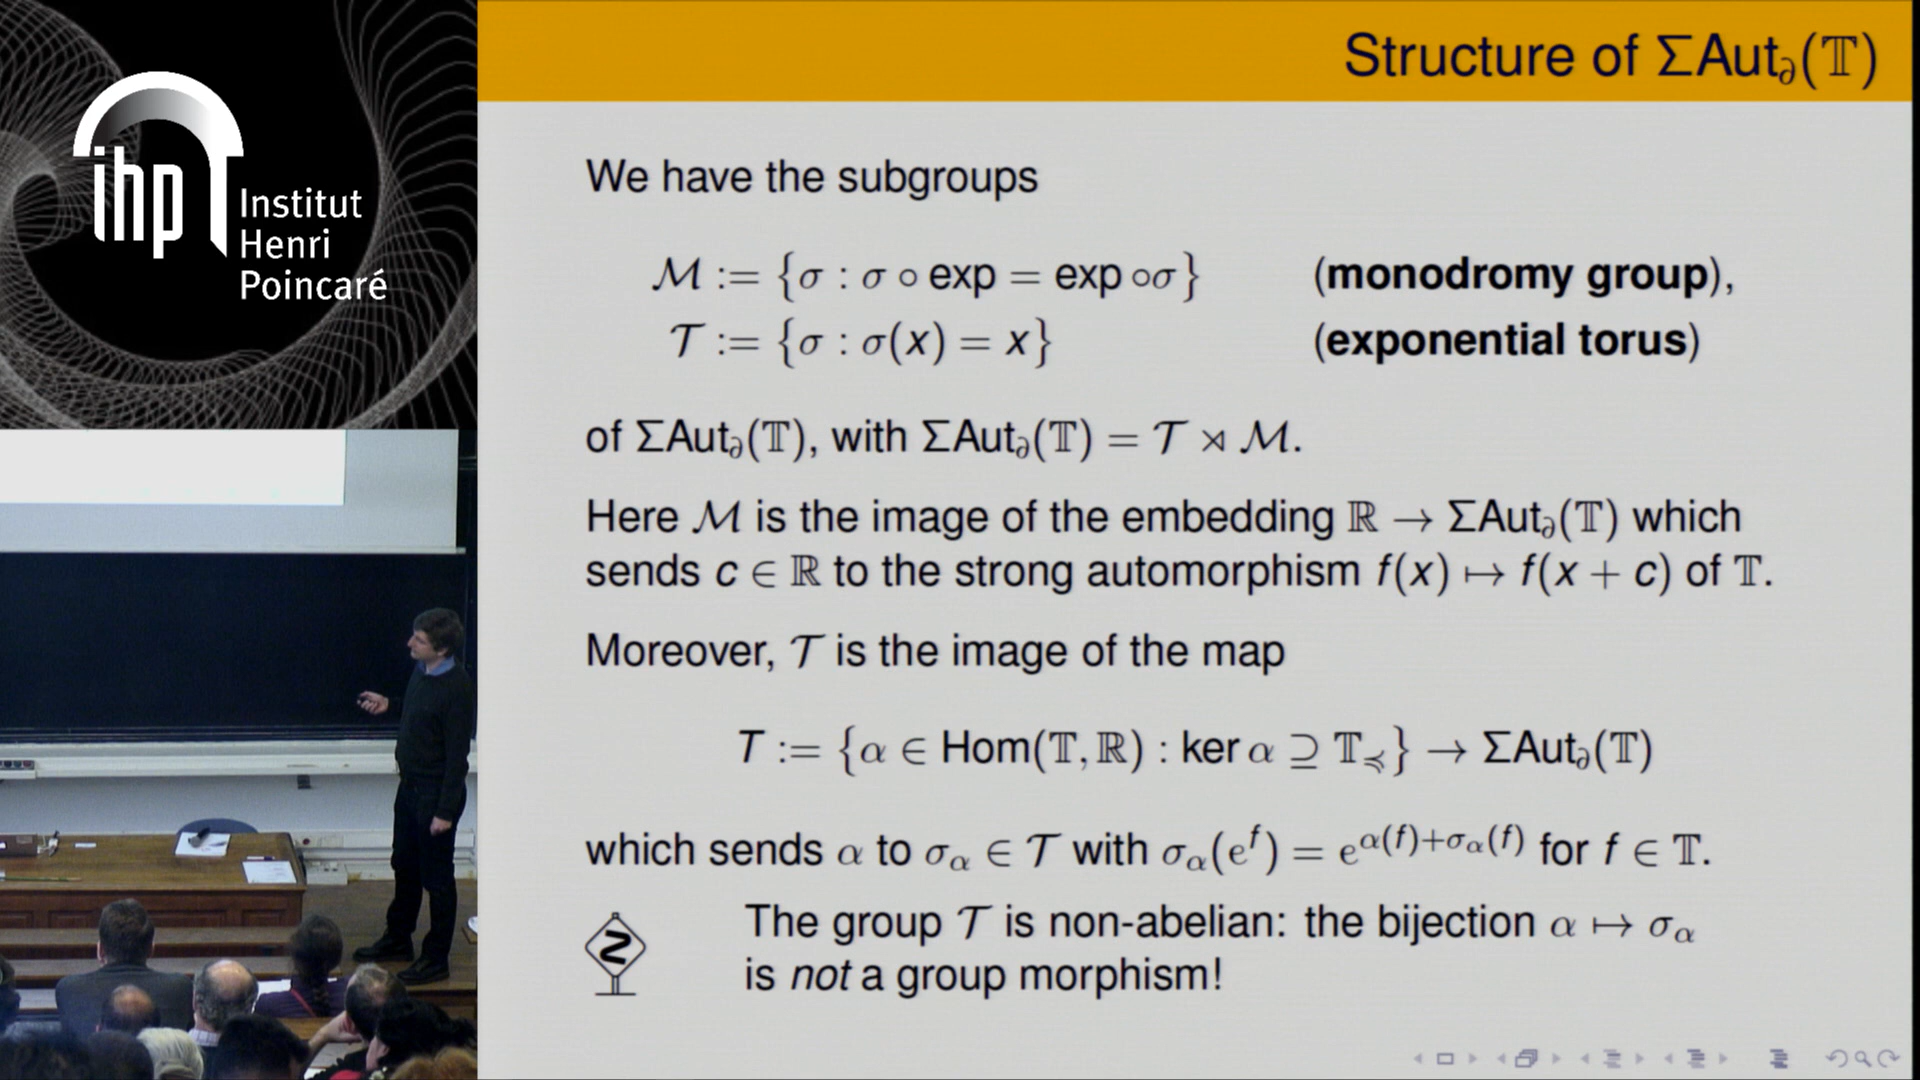 ihp
Institut
Henri
Poincaré
Structure of ΣAut∂(𝕋)
We have the subgroups
ℳ := {σ : σ ∘ exp = exp ∘σ} (monodromy group),
𝒯 := {σ : σ(x) = x} (exponential torus)
of ΣAut∂(𝕋), with ΣAut∂(𝕋) = 𝒯 ⋊ ℳ.
Here ℳ is the image of the embedding ℝ → ΣAut∂(𝕋) which
sends c ∈ ℝ to the strong automorphism f(x) ↦ f(x + c) of 𝕋.
Moreover, 𝒯 is the image of the map
T := {α ∈ Hom(𝕋, ℝ) : ker α ⊇ 𝕋≼} → ΣAut∂(𝕋)
which sends α to σα ∈ 𝒯 with σα(e^f) = e^{α(f)+σα(f)} for f ∈ 𝕋.
The group 𝒯 is non-abelian: the bijection α ↦ σα
is not a group morphism!